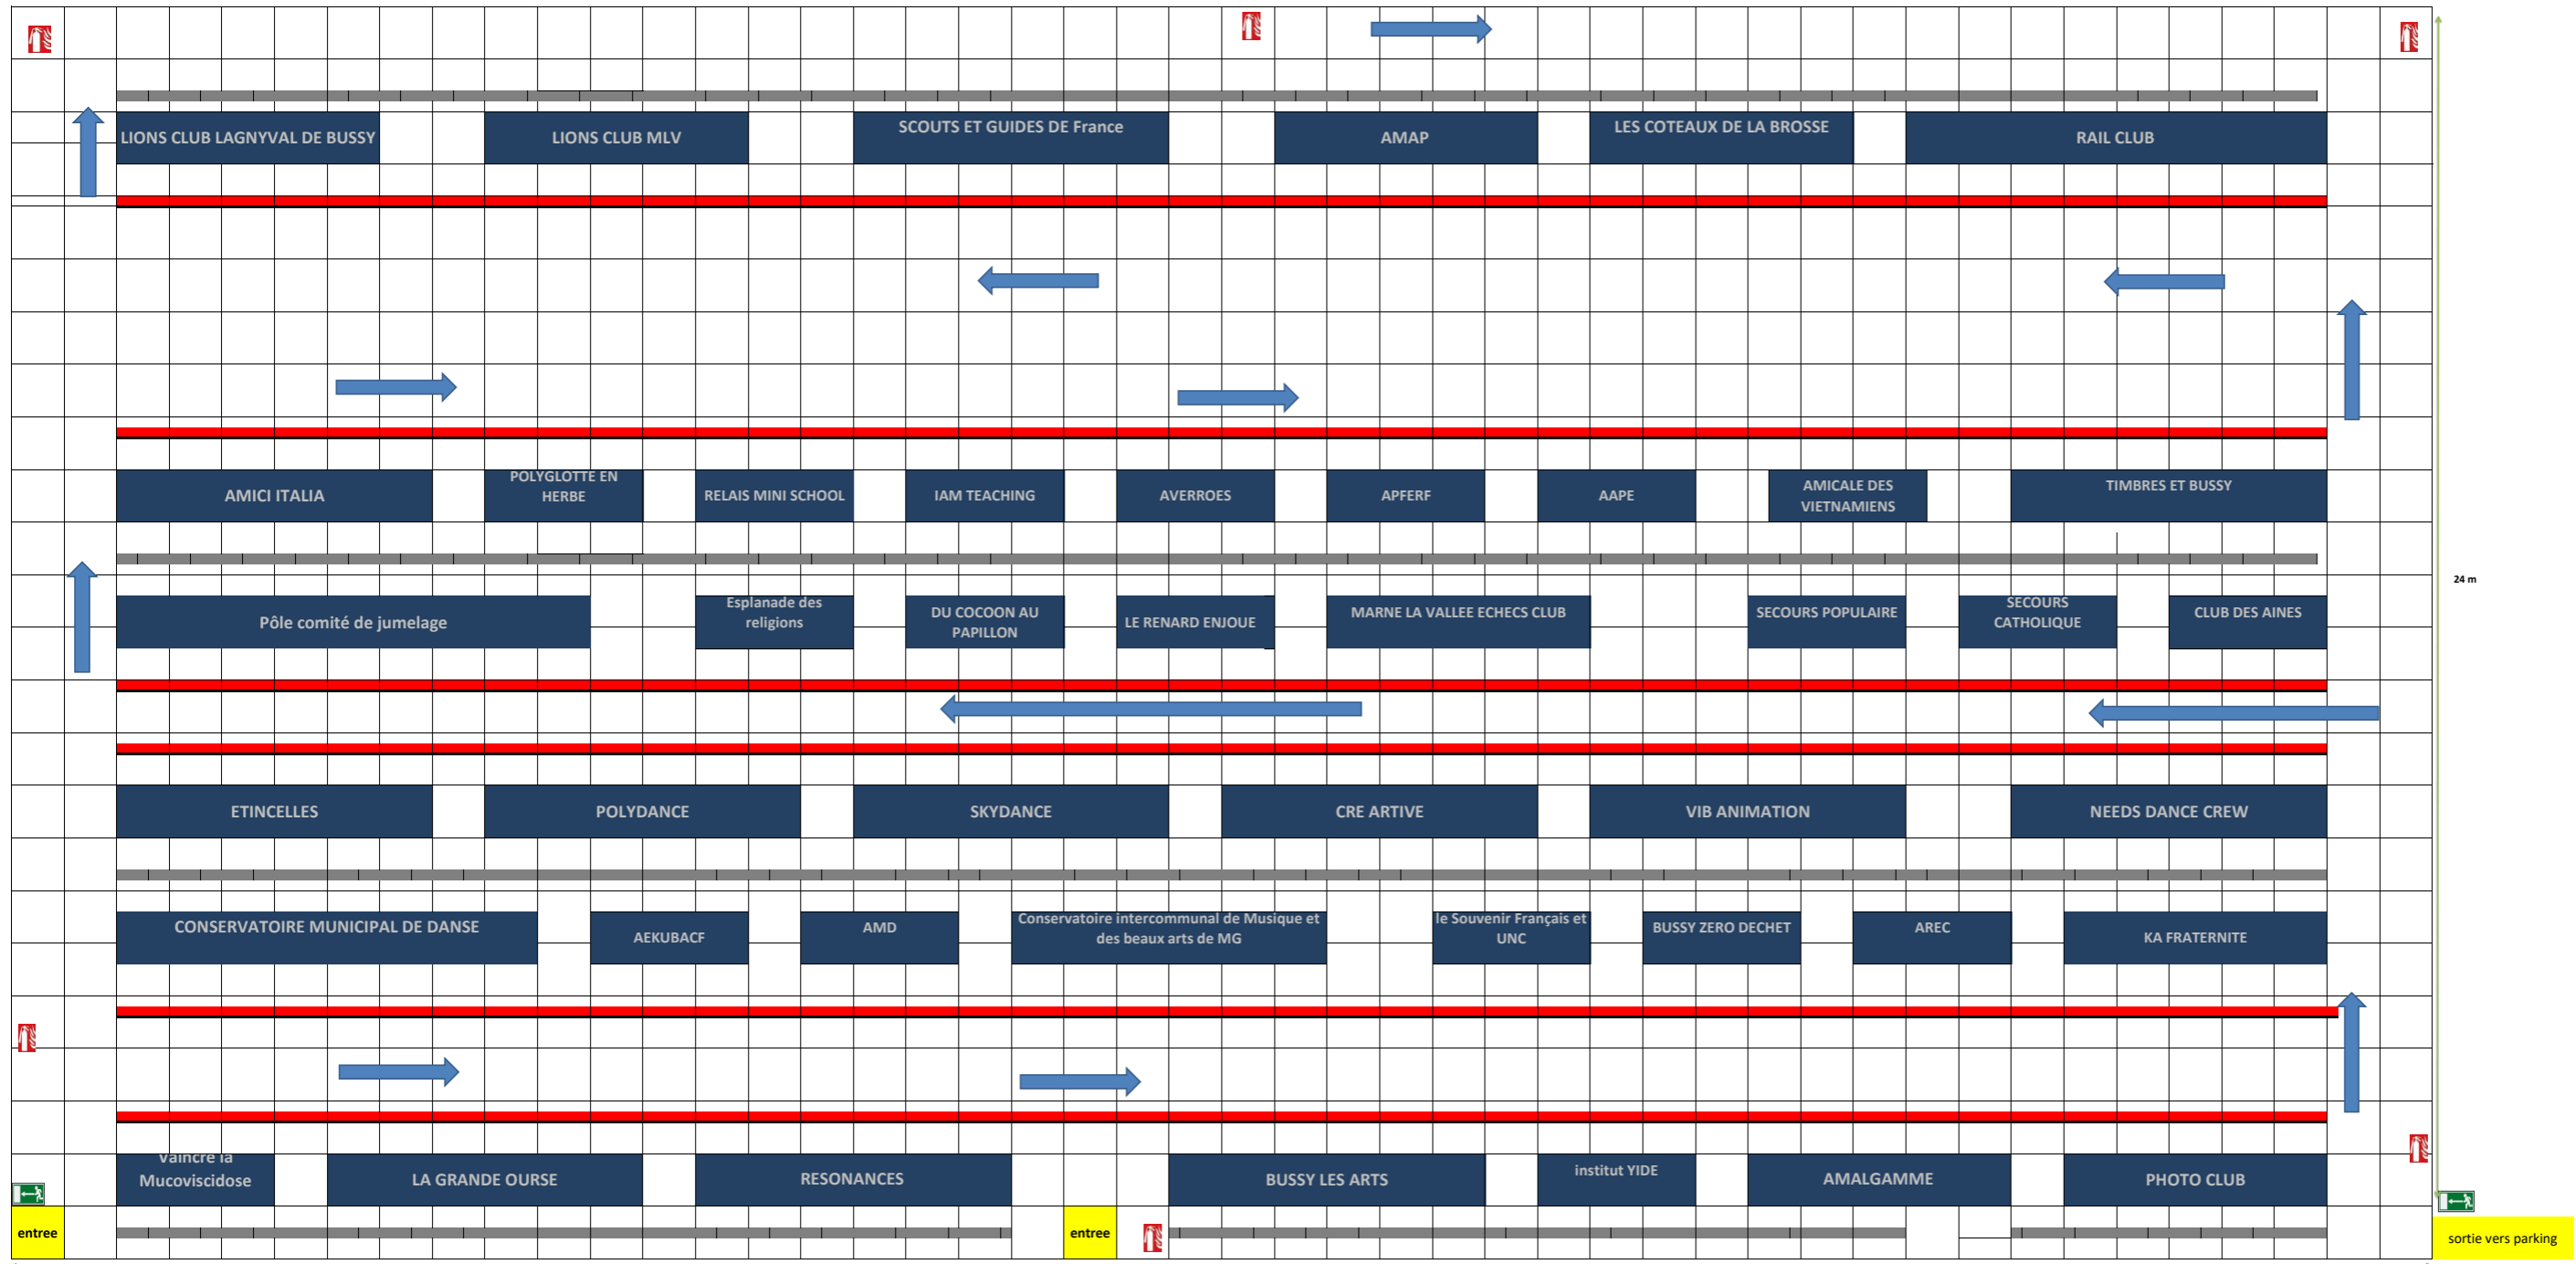 LIONS CLUB LAGNYVAL DE BUSSY
LIONS CLUB MLV
SCOUTS ET GUIDES DE France
AMAP
LES COTEAUX DE LA BROSSE
RAIL CLUB
AMICI ITALIA
POLYGLOTTE EN
HERBE
RELAIS MINI SCHOOL
IAM TEACHING
AVERROES
APFERF
AAPE
AMICALE DES
VIETNAMIENS
TIMBRES ET BUSSY
24 m
Pôle comité de jumelage
Esplanade des
religions
DU COCOON AU
PAPILLON
LE RENARD ENJOUE
MARNE LA VALLEE ECHECS CLUB
SECOURS POPULAIRE
SECOURS
CATHOLIQUE
CLUB DES AINES
ETINCELLES
POLYDANCE
SKYDANCE
CRE ARTIVE
VIB ANIMATION
NEEDS DANCE CREW
CONSERVATOIRE MUNICIPAL DE DANSE
AEKUBACF
AMD
Conservatoire intercommunal de Musique et
des beaux arts de MG
le Souvenir Français et
UNC
BUSSY ZERO DECHET
AREC
KA FRATERNITE
Vaincre la
Mucoviscidose
LA GRANDE OURSE
RESONANCES
BUSSY LES ARTS
institut YIDE
AMALGAMME
PHOTO CLUB
entree
entree
sortie vers parking